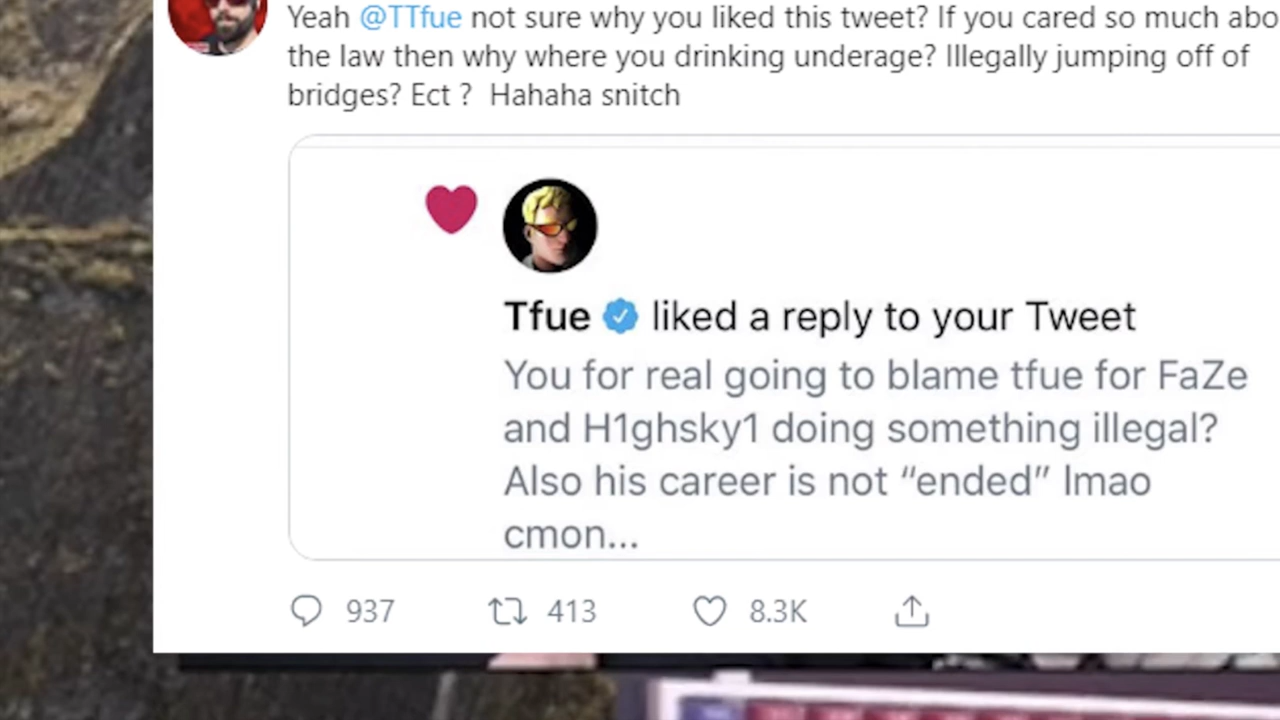 Yeah @TTfue not sure why you liked this tweet? If you cared so much abo
the law then why where you drinking underage? Illegally jumping off of
bridges? Ect ? Hahaha snitch
Tfue liked a reply to your Tweet
You for real going to blame tfue for FaZe
and H1ghsky1 doing something illegal?
Also his career is not “ended” lmao
cmon...
937 413 8.3K